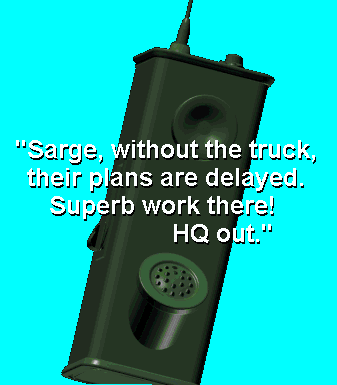 "Sarge, without the truck,
their plans are delayed.
Superb work there!
HQ out."